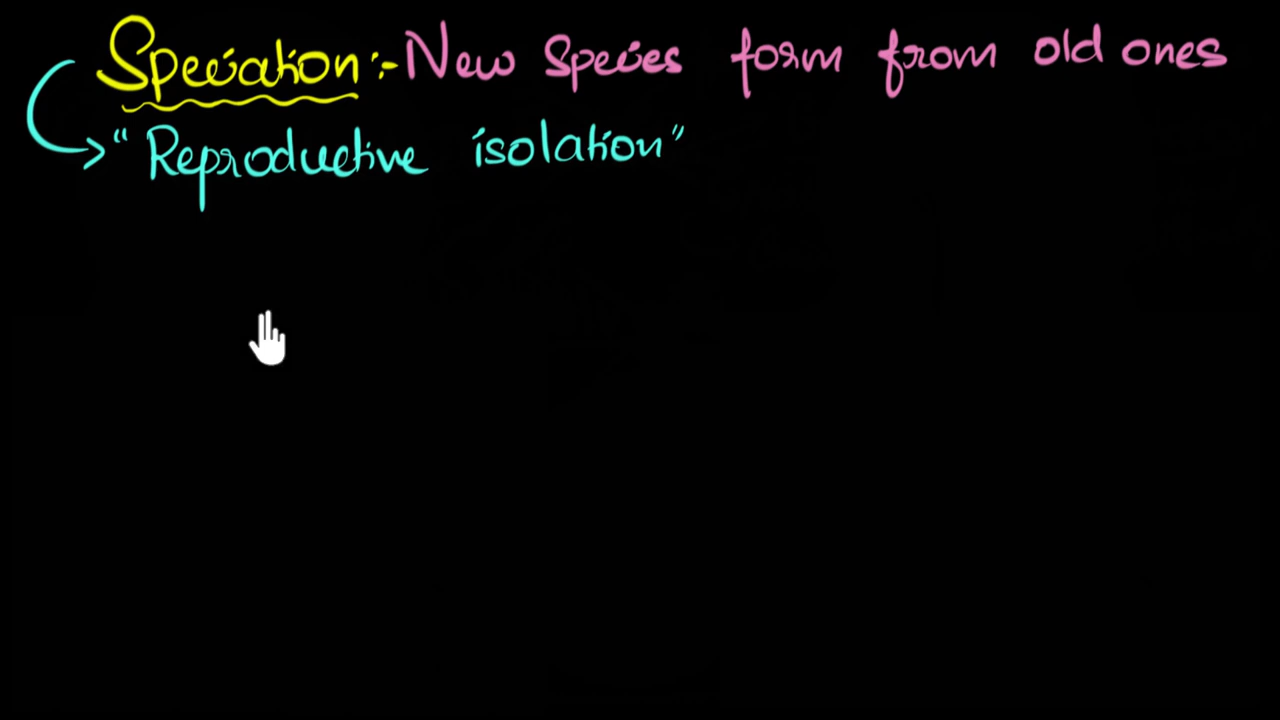 Speciation :- New Species form from old ones
"Reproductive isolation"